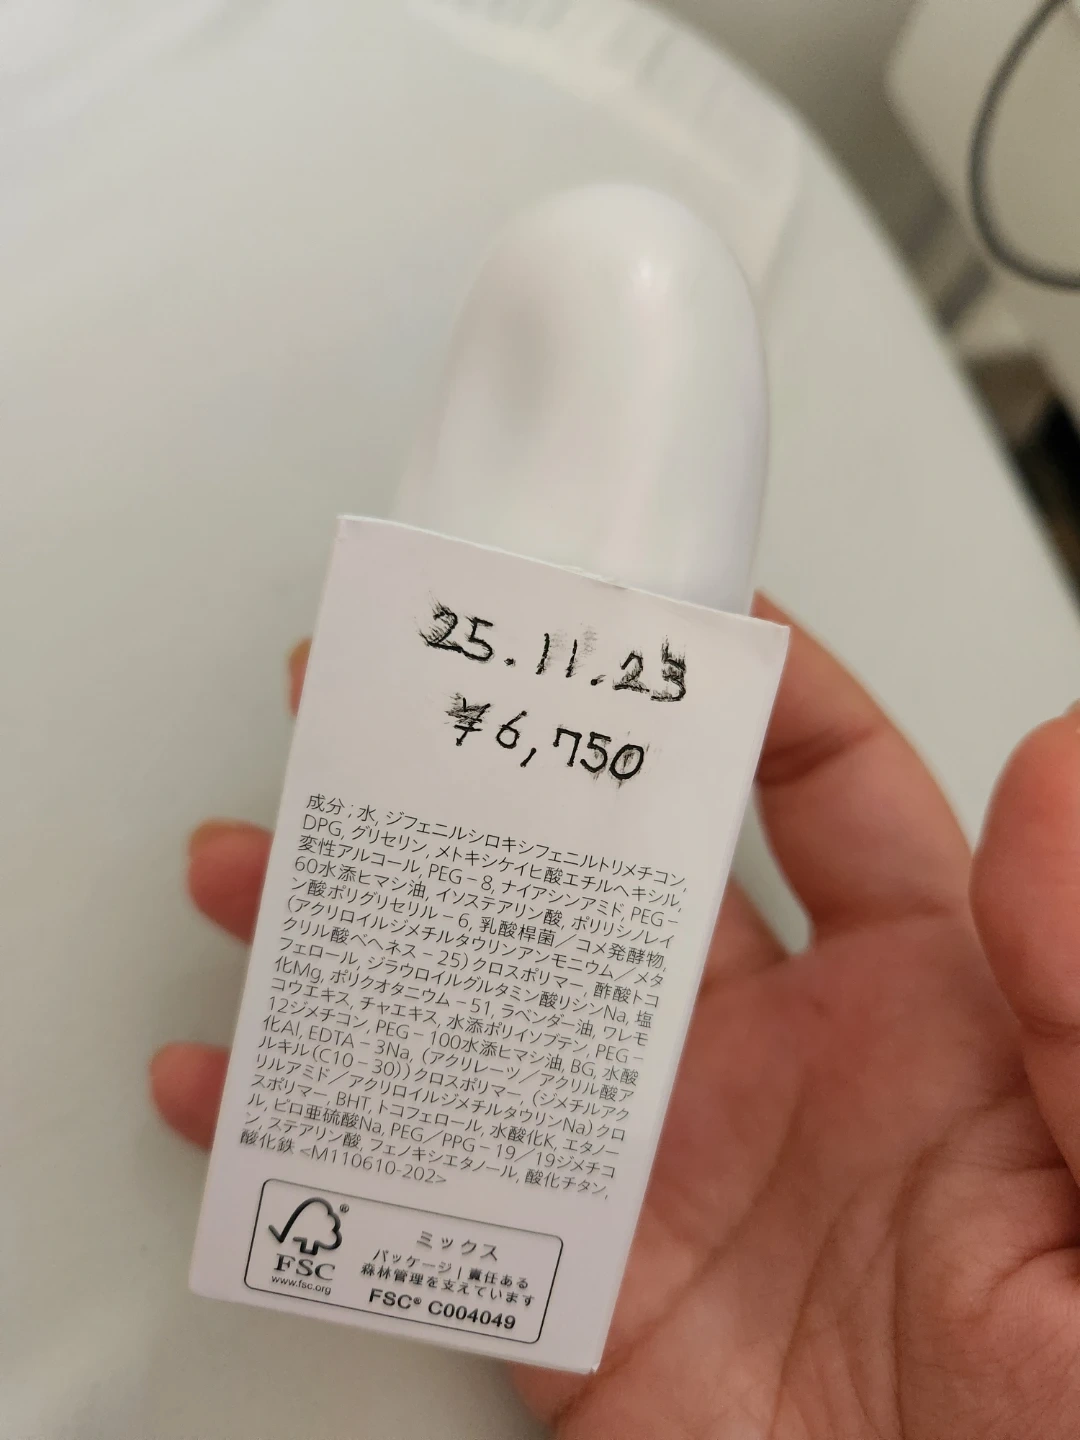 25.11.23
¥6,750
成分;水, ジフェニルシロキシフェニルトリメチコン,
DPG, グリセリン, メトキシケイヒ酸エチルヘキシル,
変性アルコール, PEG-8, ナイアシンアミド, PEG-
60水添ヒマシ油, イソステアリン酸, ポリリシノレイ
ン酸ポリグリセリル-6, 乳酸桿菌/コメ発酵物,
(アクリロイルジメチルタウリンアンモニウム/メタ
クリル酸ベヘネス-25)クロスポリマー, 酢酸トコ
フェロール, ジラウロイルグルタミン酸リシンNa, 塩
化Mg, ポリクオタニウム-51, ラベンダー油, ワレモ
コウエキス, チャエキス, 水添ポリイソブテン, PEG-
12ジメチコン, PEG-100水添ヒマシ油, BG, 水酸
化Al, EDTA-3Na, (アクリレーツ/アクリル酸ア
ルキル(C10-30))クロスポリマー, (ジメチルアク
リルアミド/アクリロイルジメチルタウリンNa)クロ
スポリマー, BHT, トコフェロール, 水酸化K, エタノー
ル, ピロ亜硫酸Na, PEG/PPG-19/19ジメチコ
ン, ステアリン酸, フェノキシエタノール, 酸化チタン,
酸化鉄 <M110610-202>
®
FSC
www.fsc.org
ミックス
パッケージ|責任ある
森林管理を支えています
FSC® C004049